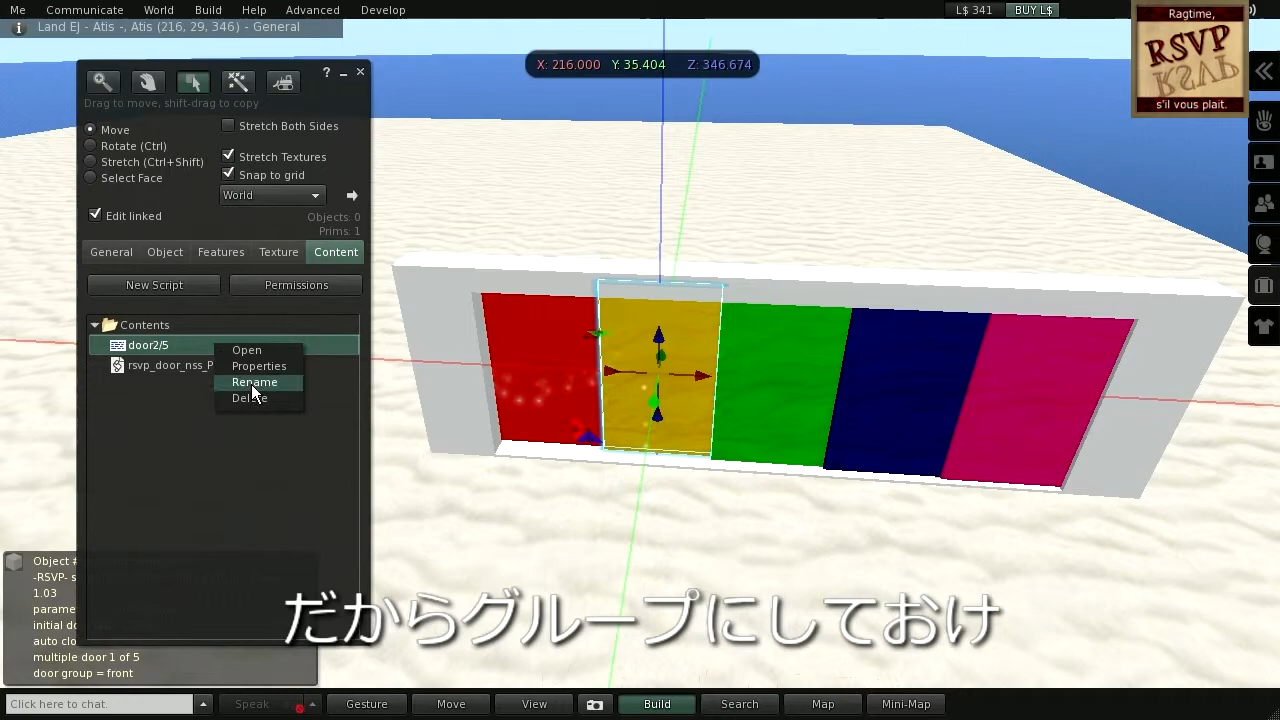 Me Communicate World Build Help Advanced Develop L$ 341 BUY L$
Land EJ - Atis -, Atis (216, 29, 346) - General
Ragtime,
RSVP
RSVP
s'il vous plait.
X: 216.000 Y: 35.404 Z: 346.674
? _ ×
Drag to move, shift-drag to copy
Move
Rotate (Ctrl)
Stretch (Ctrl+Shift)
Select Face
Stretch Both Sides
Stretch Textures
Snap to grid
World
Edit linked
Objects: 0
Prims: 1
General Object Features Texture Content
New Script Permissions
Contents
door2/5
rsvp_door_nss_P
Open
Properties
Rename
Delete
Object #
-RSVP- s
1.03
parame
initial do
auto clo
multiple door 1 of 5
door group = front
だからグループにしておけ
Click here to chat. Speak Gesture Move View Build Search Map Mini-Map